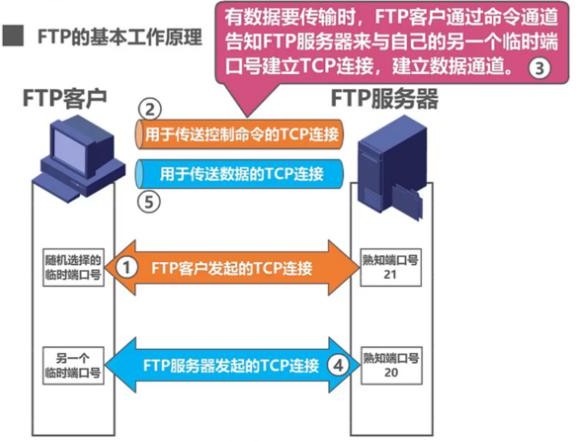 FTP的基本工作原理
有数据要传输时，FTP客户通过命令通道
告知FTP服务器来与自己的另一个临时端
口号建立TCP连接，建立数据通道。 ③
FTP客户
FTP服务器
②
用于传送控制命令的TCP连接
用于传送数据的TCP连接
⑤
随机选择的
临时端口号
① FTP客户发起的TCP连接
熟知端口号
21
另一个
临时端口号
FTP服务器发起的TCP连接 ④
熟知端口号
20